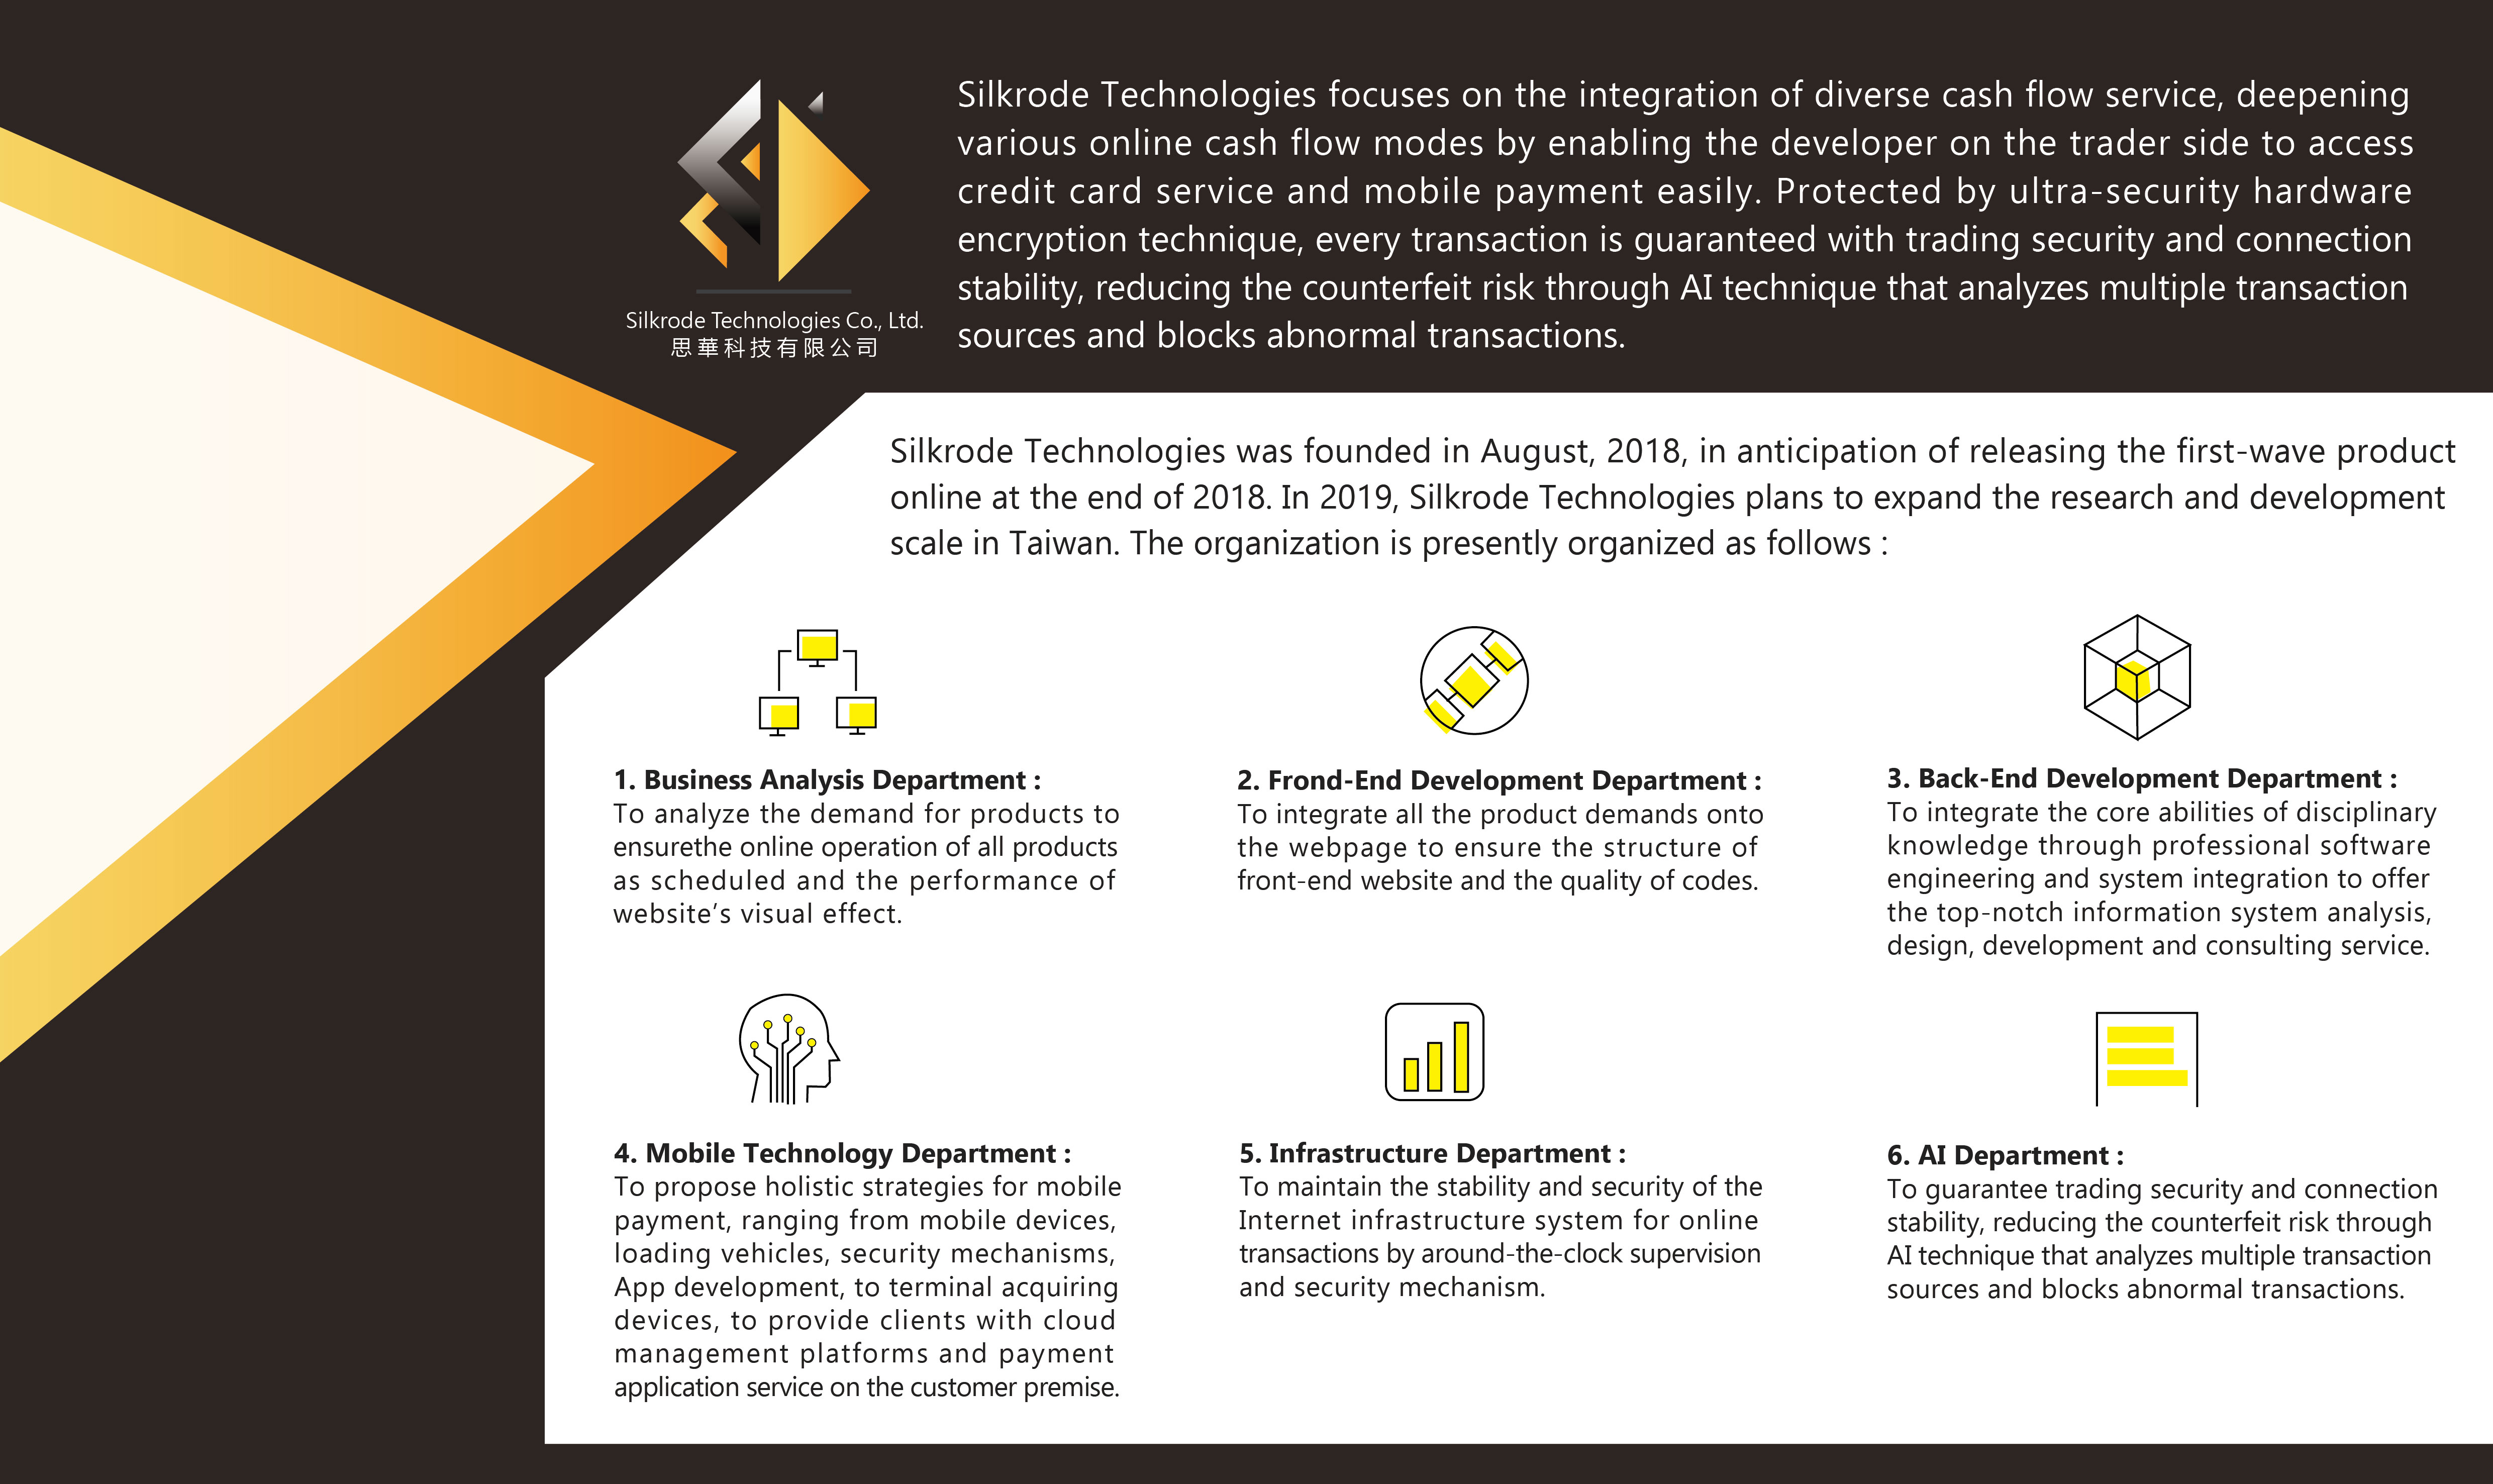 Silkrode Technologies Co., Ltd.
思華科技有限公司
Silkrode Technologies focuses on the integration of diverse cash flow service, deepening
various online cash flow modes by enabling the developer on the trader side to access
credit card service and mobile payment easily. Protected by ultra-security hardware
encryption technique, every transaction is guaranteed with trading security and connection
stability, reducing the counterfeit risk through AI technique that analyzes multiple transaction
sources and blocks abnormal transactions.
Silkrode Technologies was founded in August, 2018, in anticipation of releasing the first-wave product
online at the end of 2018. In 2019, Silkrode Technologies plans to expand the research and development
scale in Taiwan. The organization is presently organized as follows :
1. Business Analysis Department :
To analyze the demand for products to
ensurethe online operation of all products
as scheduled and the performance of
website’s visual effect.
2. Frond-End Development Department :
To integrate all the product demands onto
the webpage to ensure the structure of
front-end website and the quality of codes.
3. Back-End Development Department :
To integrate the core abilities of disciplinary
knowledge through professional software
engineering and system integration to offer
the top-notch information system analysis,
design, development and consulting service.
4. Mobile Technology Department :
To propose holistic strategies for mobile
payment, ranging from mobile devices,
loading vehicles, security mechanisms,
App development, to terminal acquiring
devices, to provide clients with cloud
management platforms and payment
application service on the customer premise.
5. Infrastructure Department :
To maintain the stability and security of the
Internet infrastructure system for online
transactions by around-the-clock supervision
and security mechanism.
6. AI Department :
To guarantee trading security and connection
stability, reducing the counterfeit risk through
AI technique that analyzes multiple transaction
sources and blocks abnormal transactions.